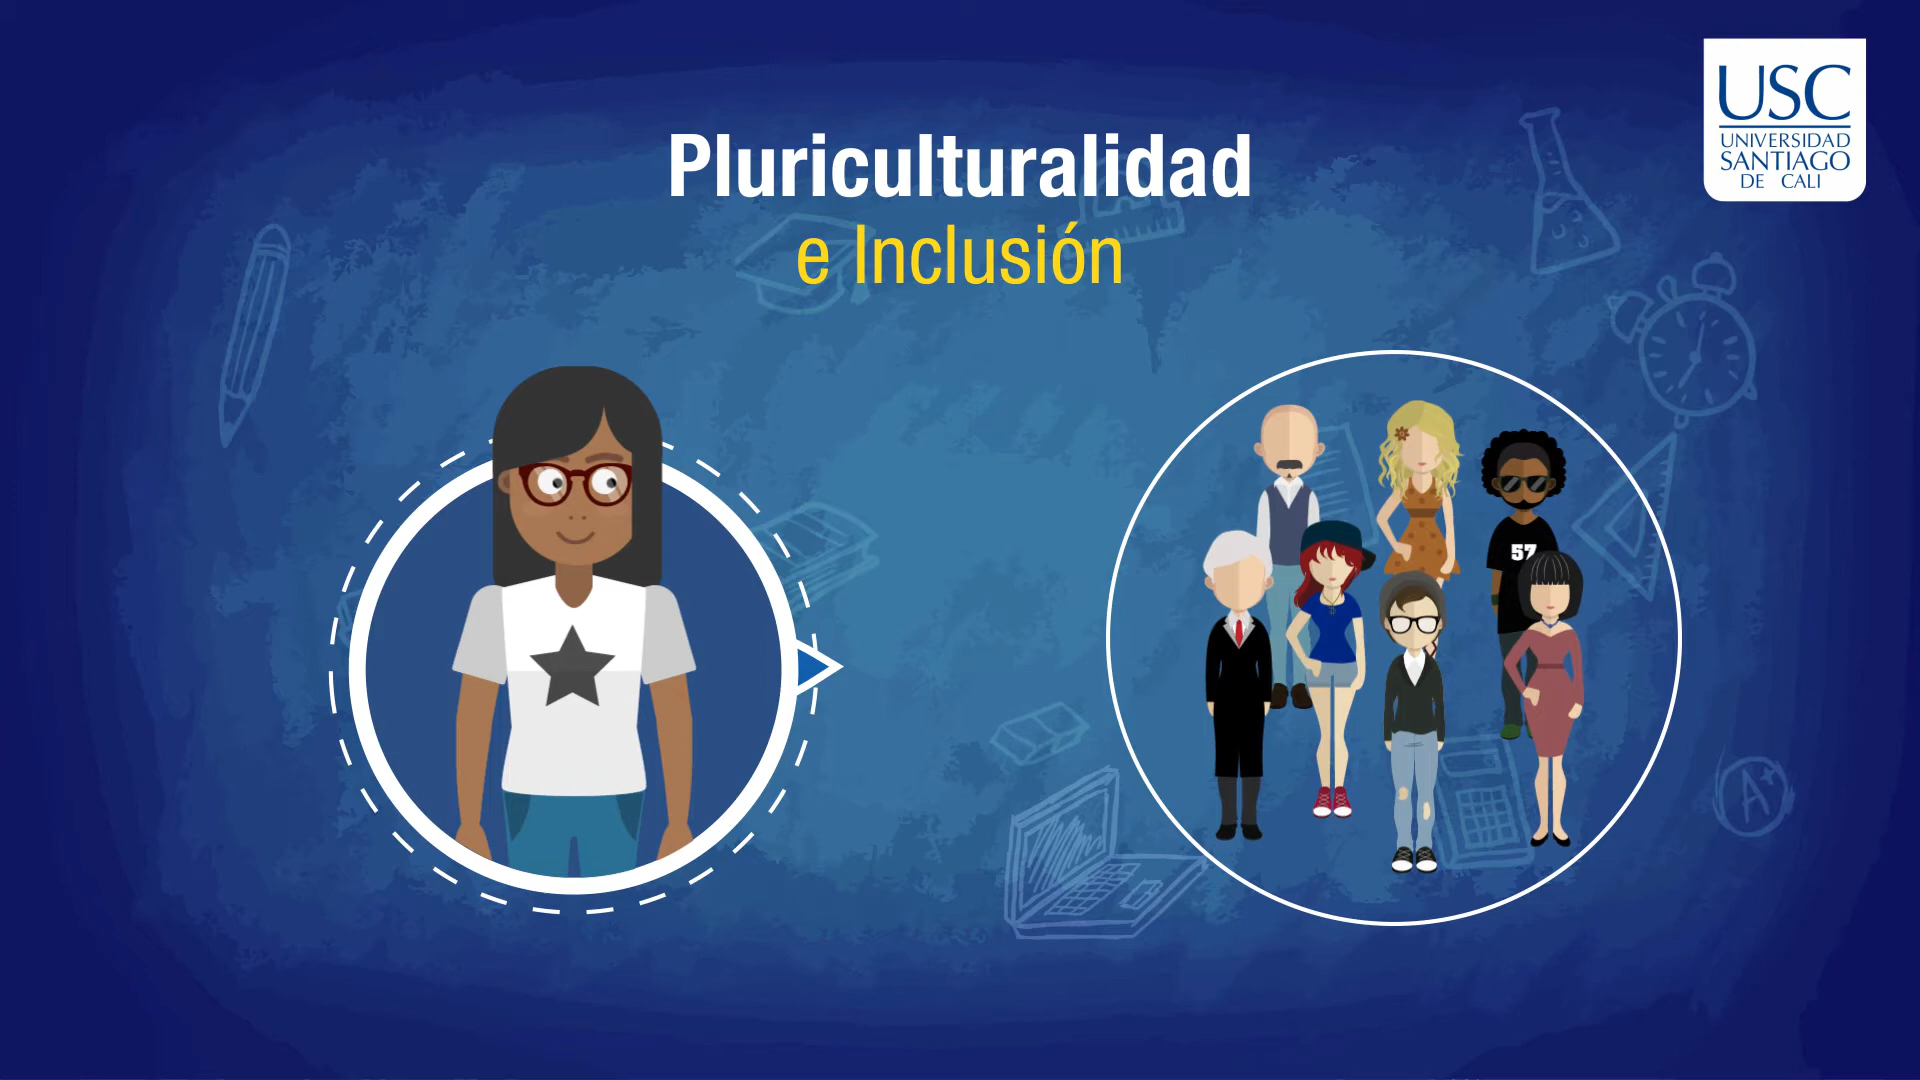 Pluriculturalidad
e Inclusión
USC
UNIVERSIDAD
SANTIAGO
DE CALI
57
A+